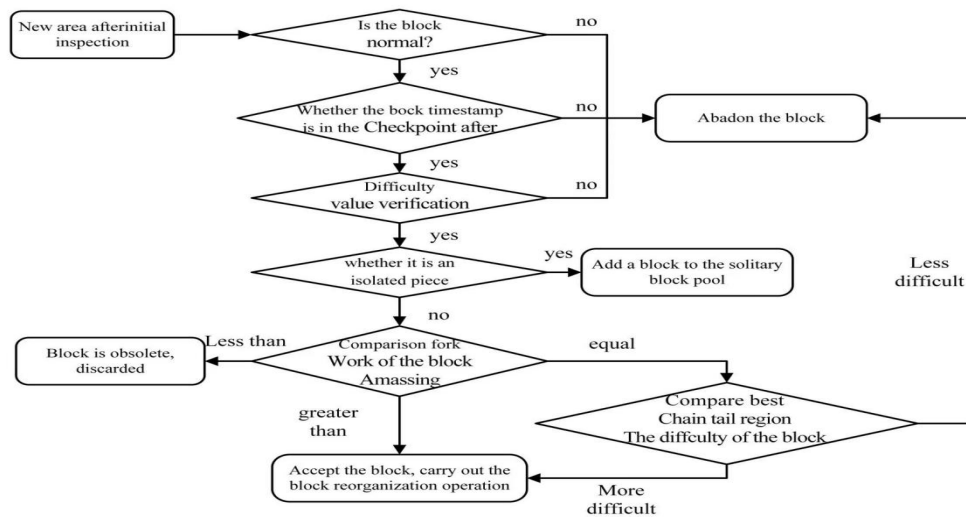 New area afterinitial
inspection
Is the block
normal?
no
yes
Whether the bock timestamp
is in the Checkpoint after
no
Abadon the block
yes
Difficulty
value verification
no
yes
whether it is an
isolated piece
yes
Add a block to the solitary
block pool
Less
difficult
no
Block is obsolete,
discarded
Less than
Comparison fork
Work of the block
Amassing
equal
greater
than
Compare best
Chain tail region
The diffculty of the block
Accept the block, carry out the
block reorganization operation
More
difficult